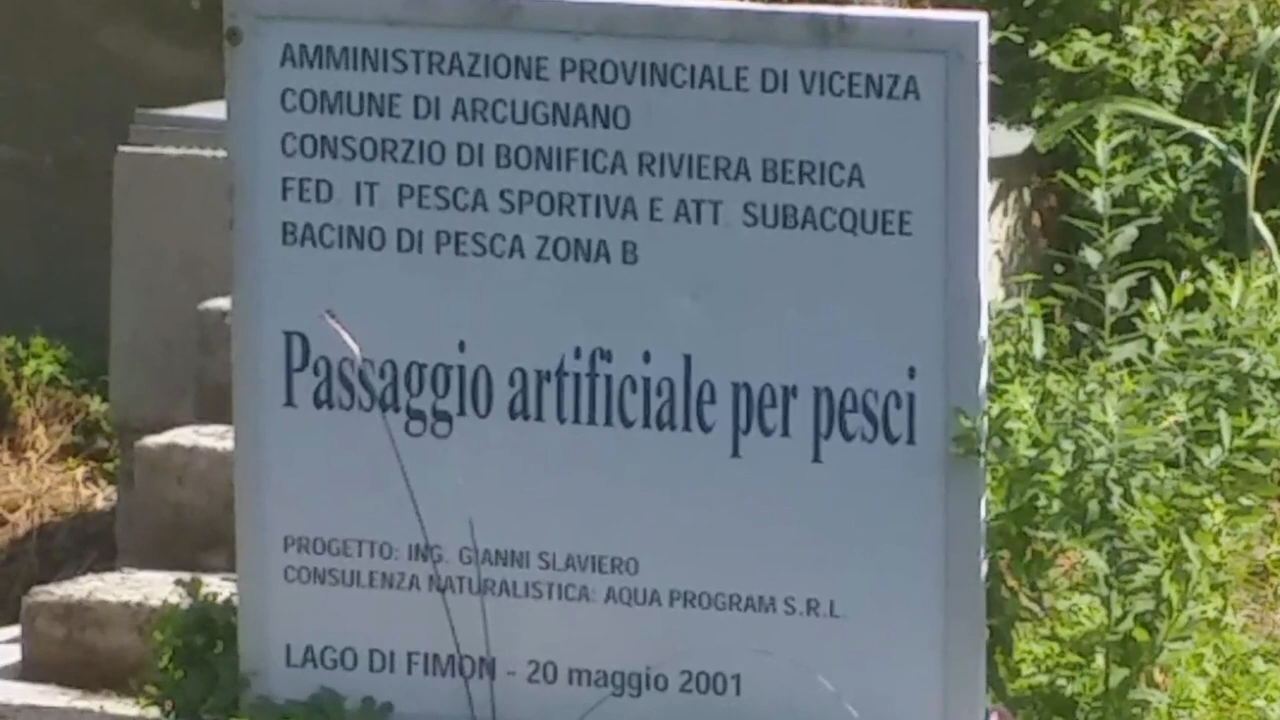 AMMINISTRAZIONE PROVINCIALE DI VICENZA
COMUNE DI ARCUGNANO
CONSORZIO DI BONIFICA RIVIERA BERICA
FED. IT. PESCA SPORTIVA E ATT. SUBACQUEE
BACINO DI PESCA ZONA B
Passaggio artificiale per pesci
PROGETTO: ING. GIANNI SLAVIERO
CONSULENZA NATURALISTICA: AQUA PROGRAM S.R.L.
LAGO DI FIMON - 20 maggio 2001